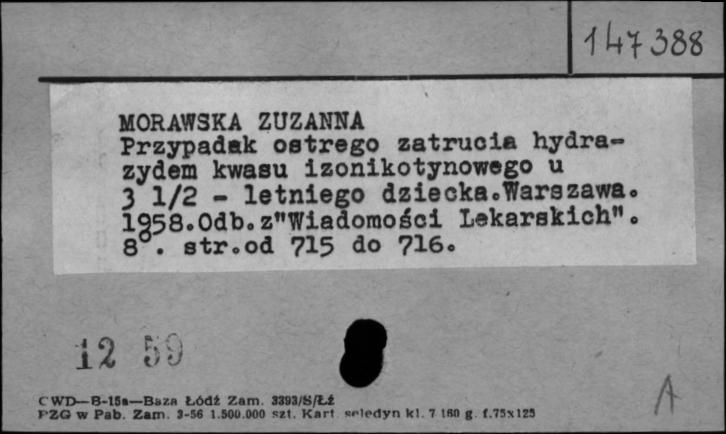 147388
MORAWSKA ZUZANNA
Przypadek ostrego zatrucia hydra-
zydem kwasu izonikotynowego u
3 1/2 - letniego dziecka.Warszawa.
1958.Odb.z"Wiadomości Lekarskich".
8°. str.od 715 do 716.
12 59
CWD—B-15a—Baza Łódź Zam. 3393/S/Łź
PZG w Pab. Zam. 3-56 1.500.000 szt. Kart. seledyn kl. 7 160 g. f.75x125
A